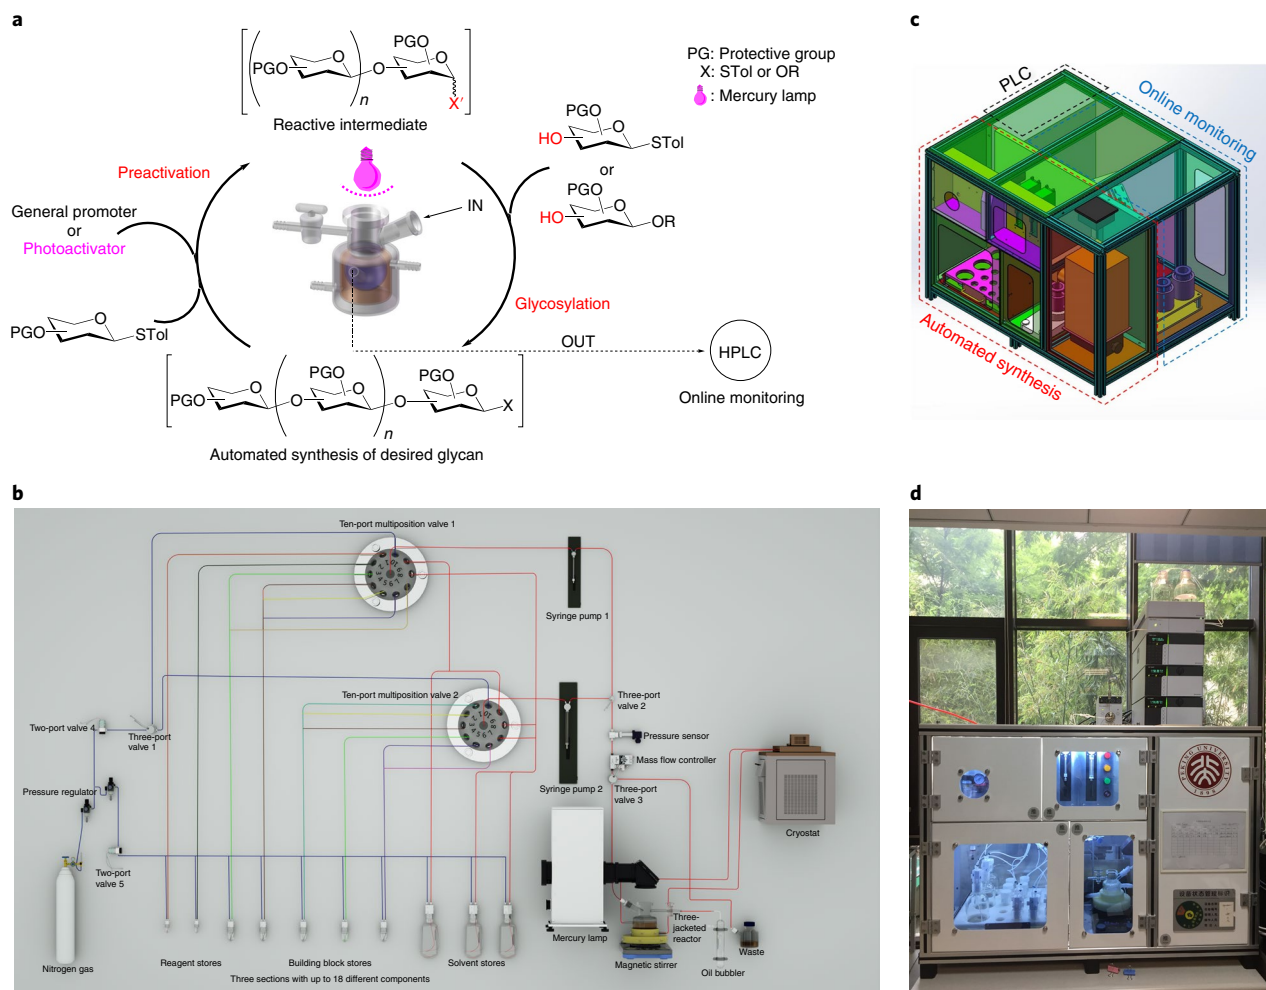 a
PGO
O
n
O
PGO
O
X′
Reactive intermediate
PG: Protective group
X: STol or OR
: Mercury lamp
Preactivation
General promoter
or
Photoactivator
PGO
O
STol
IN
PGO
HO
O
STol
or
PGO
HO
O
OR
Glycosylation
OUT
HPLC
Online monitoring
PGO
O
O
PGO
O
n
O
PGO
O
X
Automated synthesis of desired glycan
c
PLC
Online monitoring
Automated synthesis
b
Ten-port multiposition valve 1
Syringe pump 1
Ten-port multiposition valve 2
Three-port
valve 2
Two-port valve 4
Three-port
valve 1
Pressure sensor
Mass flow controller
Pressure regulator
Syringe pump 2
Three-port
valve 3
Cryostat
Two-port
valve 5
Three-
jacketed
reactor
Mercury lamp
Waste
Nitrogen gas
Reagent stores
Building block stores
Solvent stores
Magnetic stirrer
Oil bubbler
Three sections with up to 18 different components
d
PEKING UNIVERSITY
1898